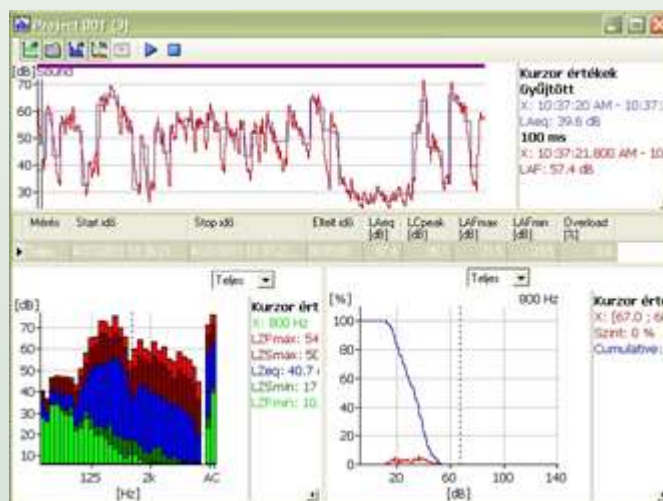 Project 001 (3)
[dB] Sound
70
60
50
40
30
Kurzor értékek
Gyűjtött
X: 10:37:20 AM - 10:37:
LAeq: 39.6 dB
100 ms
X: 10:37:21.800 AM - 10:
LAF: 57.4 dB
Mérés Start idő Stop idő Eltelt idő LAeq [dB] LCpeak [dB] LAFmax [dB] LAFmin [dB] Overload [%]
Teljes
[dB]
70
60
50
40
30
20
10
125 2k AC
[Hz]
Kurzor ért
X: 800 Hz
LZFmax: 54
LZSmax: 50
LZeq: 40.7
LZSmin: 17
LZFmin: 10
Teljes
[%] 800 Hz
100
80
60
40
20
0
20 60 100 140
[dB]
Kurzor érté
X: [67.0 ; 6
Szint: 0 %
Cumulative: